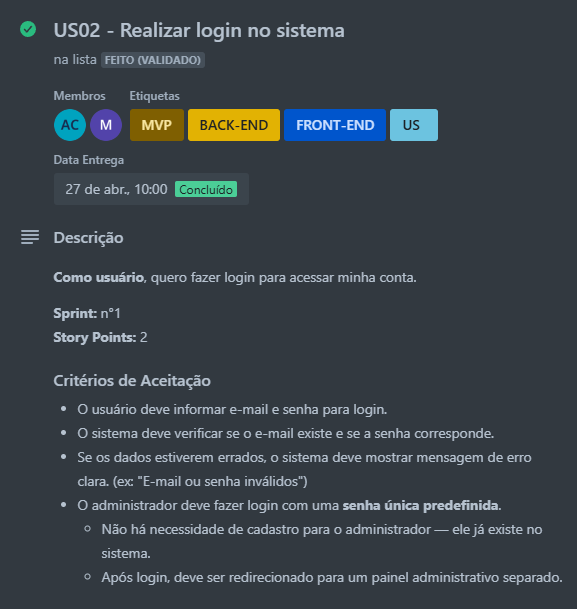 US02 - Realizar login no sistema
na lista FEITO (VALIDADO)
Membros Etiquetas
AC M MVP BACK-END FRONT-END US
Data Entrega
27 de abr., 10:00 Concluído
Descrição
Como usuário, quero fazer login para acessar minha conta.
Sprint: n°1
Story Points: 2
Critérios de Aceitação
• O usuário deve informar e-mail e senha para login.
• O sistema deve verificar se o e-mail existe e se a senha corresponde.
• Se os dados estiverem errados, o sistema deve mostrar mensagem de erro
clara. (ex: "E-mail ou senha inválidos")
• O administrador deve fazer login com uma senha única predefinida.
◦ Não há necessidade de cadastro para o administrador — ele já existe no
sistema.
◦ Após login, deve ser redirecionado para um painel administrativo separado.